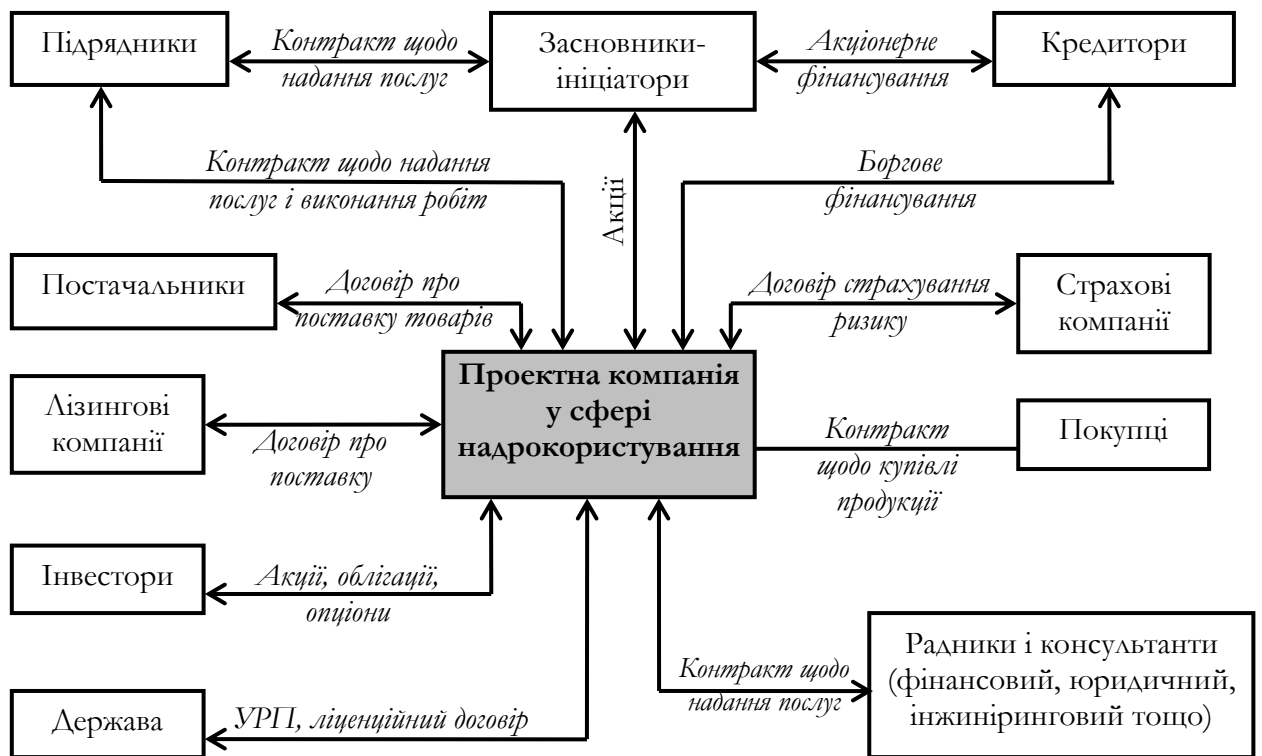 Підрядники
Контракт щодо
надання послуг
Засновники-
ініціатори
Акціонерне
фінансування
Кредитори
Контракт щодо надання
послуг і виконання робіт
Акції
Боргове
фінансування
Постачальники
Договір про
поставку товарів
Договір страхування
ризику
Страхові
компанії
Лізингові
компанії
Договір про
поставку
Проектна компанія
у сфері
надрокористування
Контракт
щодо купівлі
продукції
Покупці
Інвестори
Акції, облігації,
опціони
Держава
УРП, ліцензійний договір
Контракт щодо
надання послуг
Радники і консультанти
(фінансовий, юридичний,
інжиніринговий тощо)